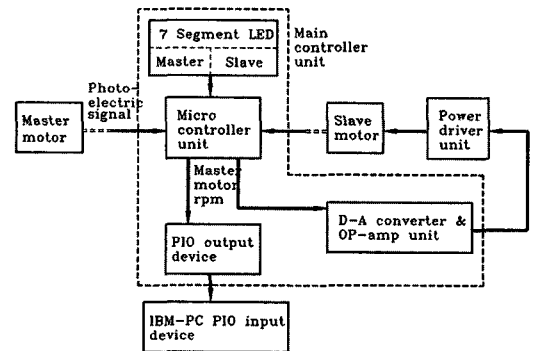 7 Segment LED
Master
Slave
Main
controller
unit
Photo-
electric
signal
Master
motor
Micro
controller
unit
Slave
motor
Power
driver
unit
Master
motor
rpm
D-A converter &
OP-amp unit
PIO output
device
IBM-PC PIO input
device